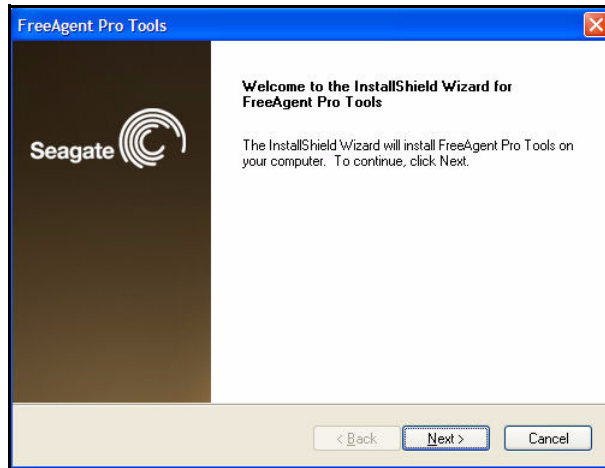 FreeAgent Pro Tools
Seagate
Welcome to the InstallShield Wizard for
FreeAgent Pro Tools
The InstallShield Wizard will install FreeAgent Pro Tools on
your computer.  To continue, click Next.
< Back
Next >
Cancel